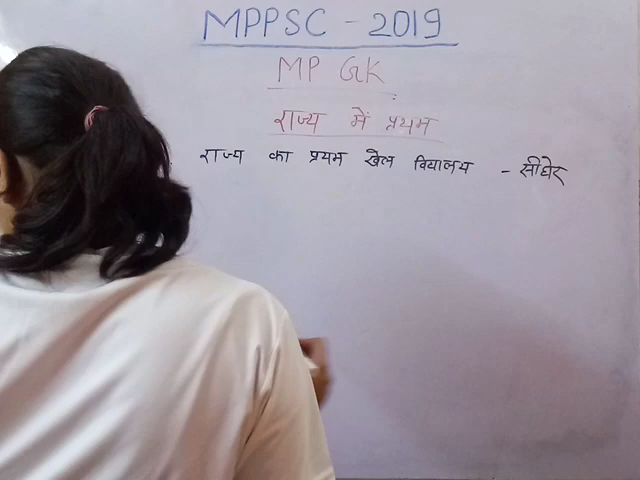 MPPSC - 2019
MP GK
राज्य में प्रथम
राज्य का प्रथम खेल विद्यालय - सीहोर